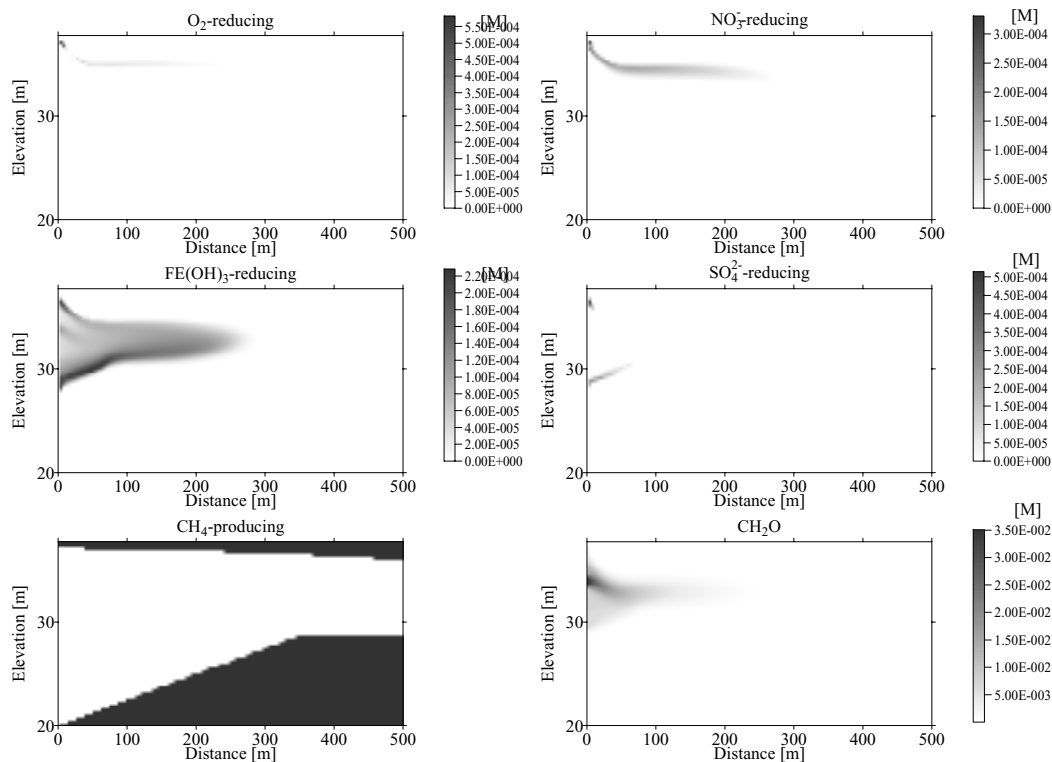 O₂-reducing
[M]
5.50E-004
5.00E-004
4.50E-004
4.00E-004
3.50E-004
3.00E-004
2.50E-004
2.00E-004
1.50E-004
1.00E-004
5.00E-005
0.00E+000
Elevation [m]
30
20
0 100 200 300 400 500
Distance [m]
NO₃⁻-reducing
[M]
3.00E-004
2.50E-004
2.00E-004
1.50E-004
1.00E-004
5.00E-005
0.00E+000
Elevation [m]
30
20
0 100 200 300 400 500
Distance [m]
FE(OH)₃-reducing
[M]
2.20E-004
2.00E-004
1.80E-004
1.60E-004
1.40E-004
1.20E-004
1.00E-004
8.00E-005
6.00E-005
4.00E-005
2.00E-005
0.00E+000
Elevation [m]
30
20
0 100 200 300 400 500
Distance [m]
SO₄²⁻-reducing
[M]
5.00E-004
4.50E-004
4.00E-004
3.50E-004
3.00E-004
2.50E-004
2.00E-004
1.50E-004
1.00E-004
5.00E-005
0.00E+000
Elevation [m]
30
20
0 100 200 300 400 500
Distance [m]
CH₄-producing
Elevation [m]
30
20
0 100 200 300 400 500
Distance [m]
CH₂O
[M]
3.50E-002
3.00E-002
2.50E-002
2.00E-002
1.50E-002
1.00E-002
5.00E-003
Elevation [m]
30
20
0 100 200 300 400 500
Distance [m]